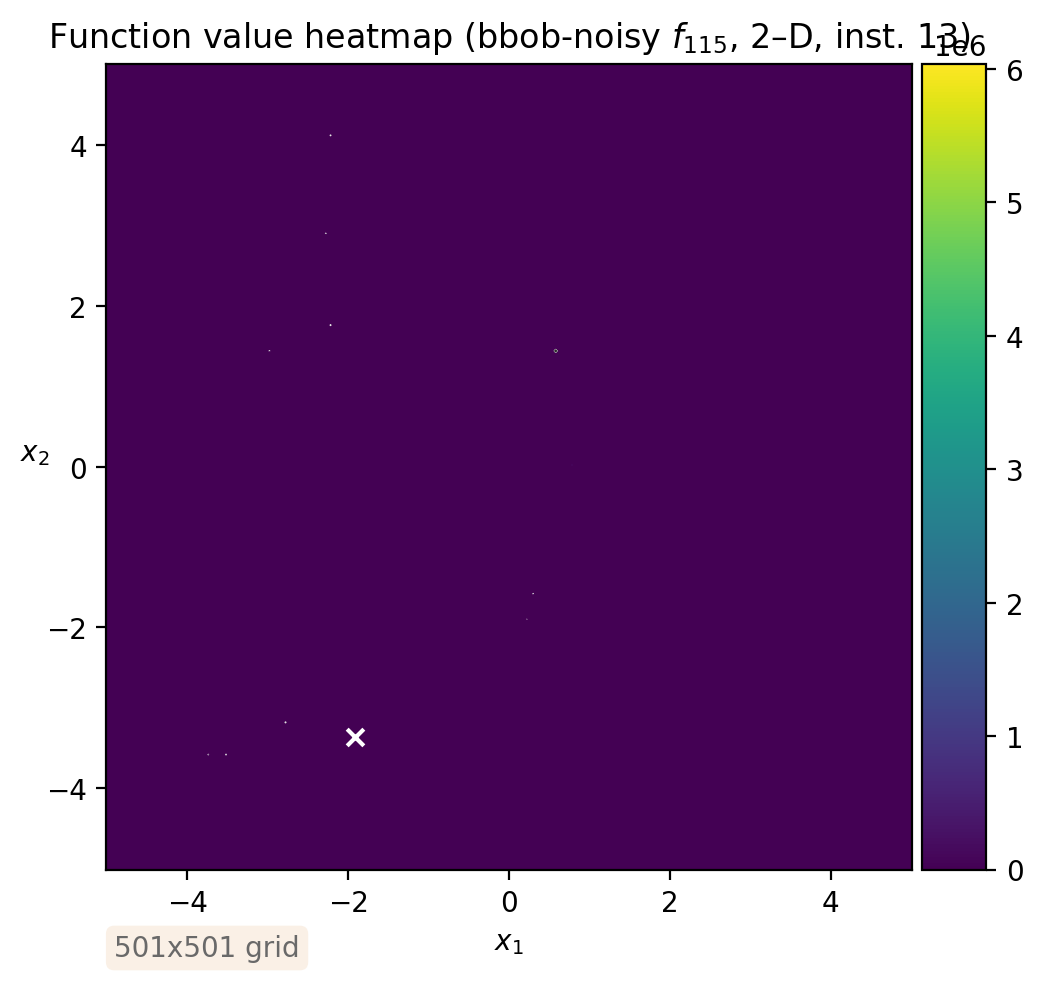 Function value heatmap (bbob-noisy f₁₁₅, 2–D, inst. 13)
1e6
6
5
4
3
2
1
0
4
2
0
−2
−4
x₂
−4 −2 0 2 4
x₁
501x501 grid